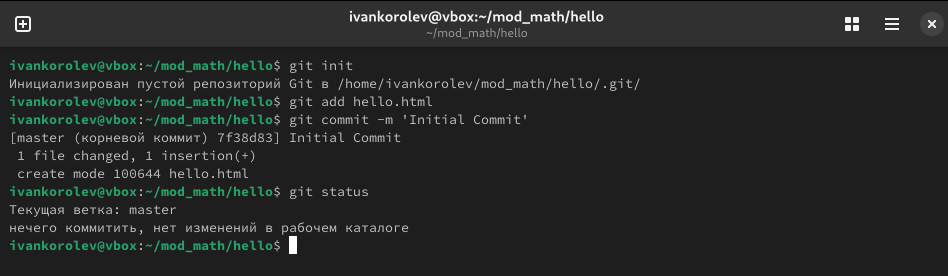 ivankorolev@vbox:~/mod_math/hello
~/mod_math/hello
ivankorolev@vbox:~/mod_math/hello$ git init
Инициализирован пустой репозиторий Git в /home/ivankorolev/mod_math/hello/.git/
ivankorolev@vbox:~/mod_math/hello$ git add hello.html
ivankorolev@vbox:~/mod_math/hello$ git commit -m 'Initial Commit'
[master (корневой коммит) 7f38d83] Initial Commit
 1 file changed, 1 insertion(+)
 create mode 100644 hello.html
ivankorolev@vbox:~/mod_math/hello$ git status
Текущая ветка: master
нечего коммитить, нет изменений в рабочем каталоге
ivankorolev@vbox:~/mod_math/hello$